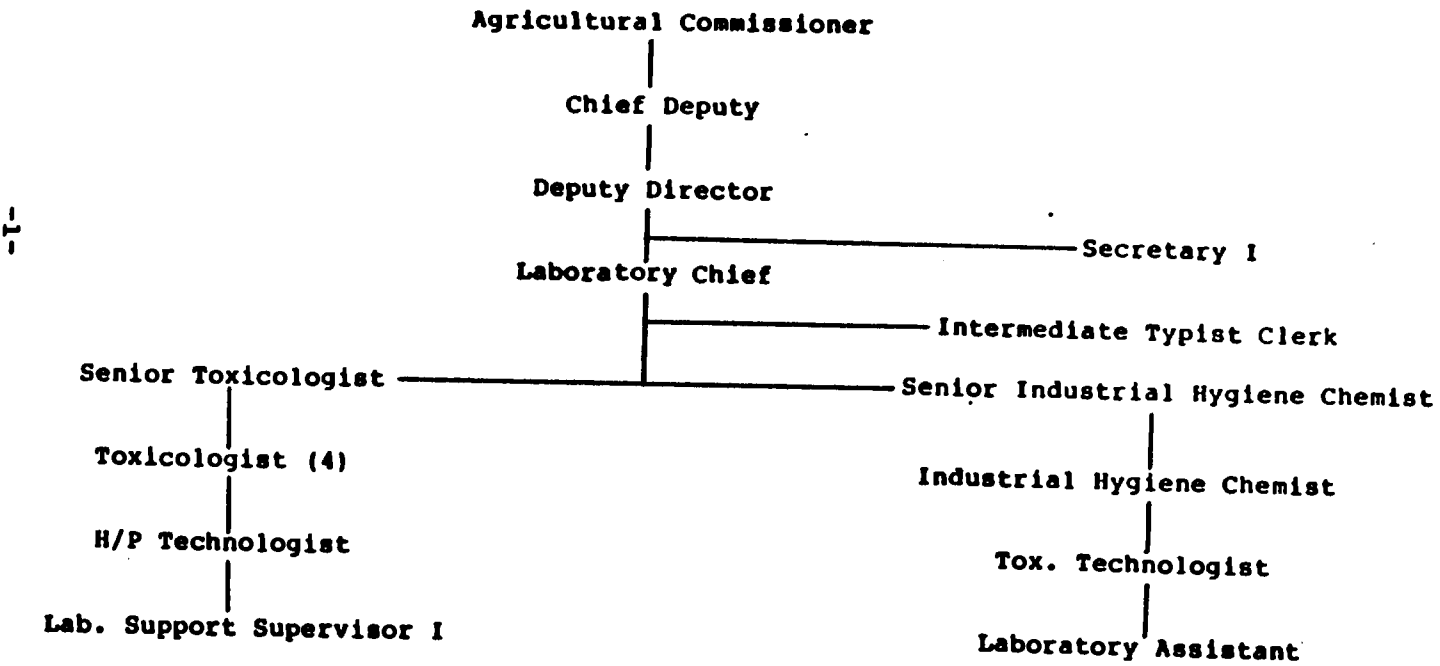 Agricultural Commissioner
Chief Deputy
Deputy Director
-1-
Secretary I
Laboratory Chief
Intermediate Typist Clerk
Senior Toxicologist
Senior Industrial Hygiene Chemist
Toxicologist (4)
Industrial Hygiene Chemist
H/P Technologist
Tox. Technologist
Lab. Support Supervisor I
Laboratory Assistant